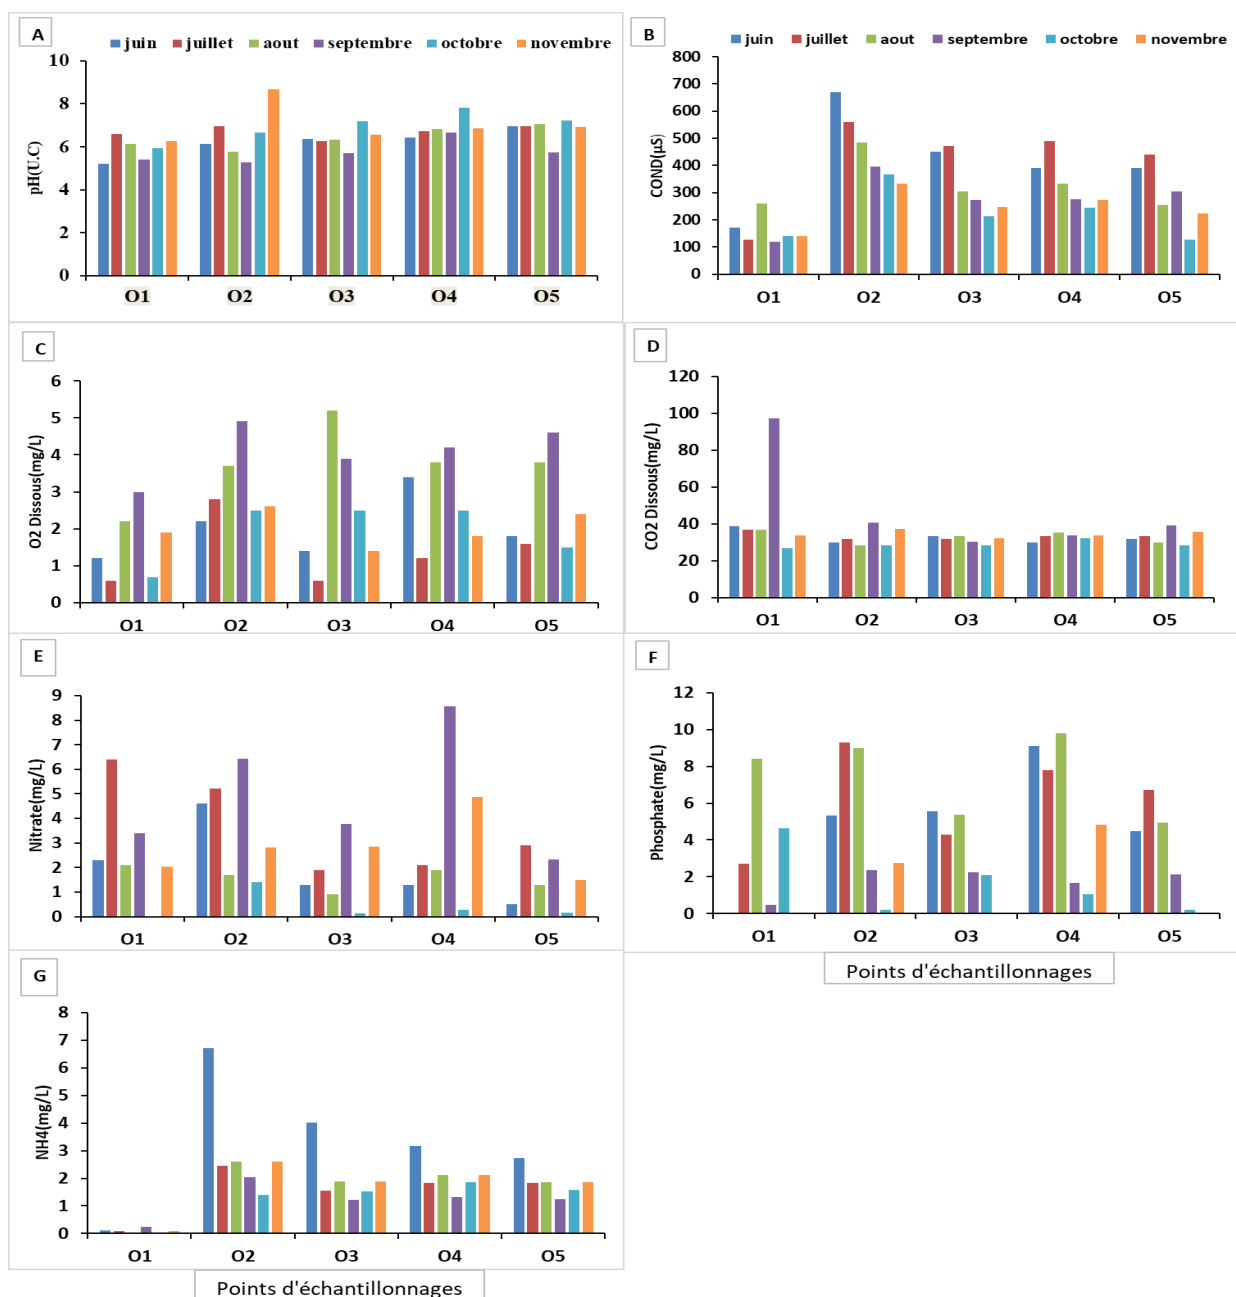 A
juin juillet aout septembre octobre novembre
10
8
6
4
2
0
pH(U.C)
O1 O2 O3 O4 O5
B
juin juillet aout septembre octobre novembre
800
700
600
500
400
300
200
100
0
COND(µS)
O1 O2 O3 O4 O5
C
6
5
4
3
2
1
0
O2 Dissous(mg/L)
O1 O2 O3 O4 O5
D
120
100
80
60
40
20
0
CO2 Dissous(mg/L)
O1 O2 O3 O4 O5
E
9
8
7
6
5
4
3
2
1
0
Nitrate(mg/L)
O1 O2 O3 O4 O5
F
12
10
8
6
4
2
0
Phosphate(mg/L)
O1 O2 O3 O4 O5
Points d'échantillonnages
G
8
7
6
5
4
3
2
1
0
NH4(mg/L)
O1 O2 O3 O4 O5
Points d'échantillonnages